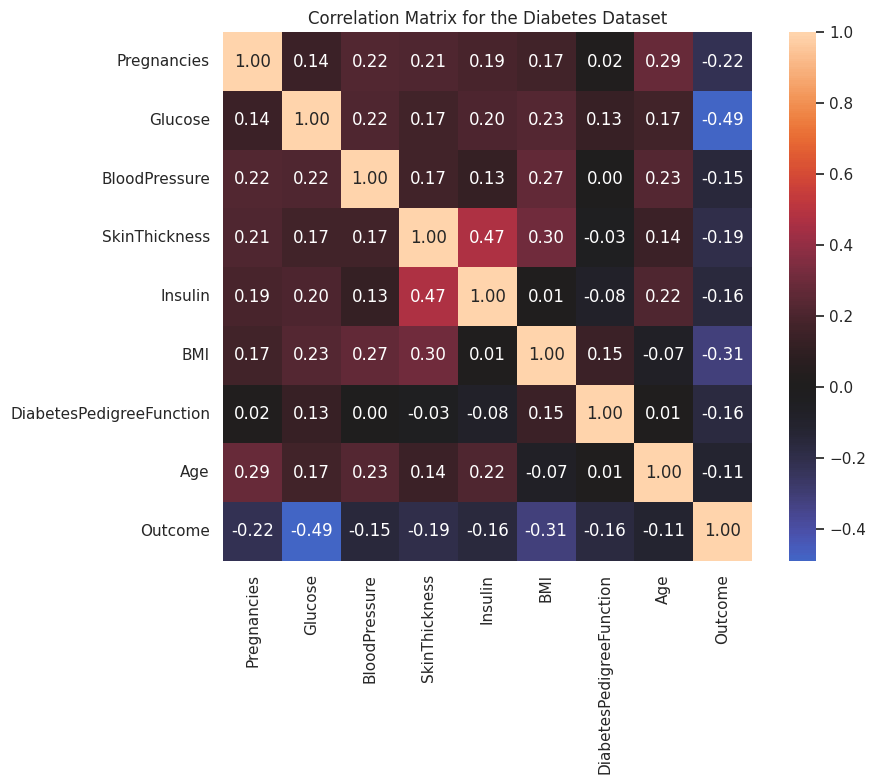 Correlation Matrix for the Diabetes Dataset
Pregnancies 1.00 0.14 0.22 0.21 0.19 0.17 0.02 0.29 -0.22
Glucose 0.14 1.00 0.22 0.17 0.20 0.23 0.13 0.17 -0.49
BloodPressure 0.22 0.22 1.00 0.17 0.13 0.27 0.00 0.23 -0.15
SkinThickness 0.21 0.17 0.17 1.00 0.47 0.30 -0.03 0.14 -0.19
Insulin 0.19 0.20 0.13 0.47 1.00 0.01 -0.08 0.22 -0.16
BMI 0.17 0.23 0.27 0.30 0.01 1.00 0.15 -0.07 -0.31
DiabetesPedigreeFunction 0.02 0.13 0.00 -0.03 -0.08 0.15 1.00 0.01 -0.16
Age 0.29 0.17 0.23 0.14 0.22 -0.07 0.01 1.00 -0.11
Outcome -0.22 -0.49 -0.15 -0.19 -0.16 -0.31 -0.16 -0.11 1.00
Pregnancies
Glucose
BloodPressure
SkinThickness
Insulin
BMI
DiabetesPedigreeFunction
Age
Outcome
1.0
0.8
0.6
0.4
0.2
0.0
−0.2
−0.4